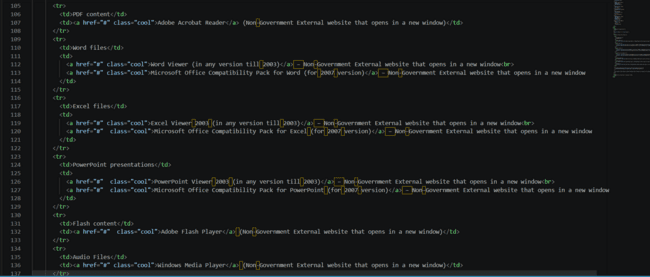 105 <tr>
106 <td>PDF content</td>
107 <td><a href="#" class="cool">Adobe Acrobat Reader</a> (Non-Government External website that opens in a new window)</td>
108 </tr>
109 <tr>
110 <td>Word files</td>
111 <td>
112 <a href="#" class="cool">Word Viewer (in any version till 2003)</a> – Non-Government External website that opens in a new window<br>
113 <a href="#" class="cool">Microsoft Office Compatibility Pack for Word (for 2007 version)</a> – Non-Government External website that opens in a new window
114 </td>
115 </tr>
116 <tr>
117 <td>Excel files</td>
118 <td>
119 <a href="#" class="cool">Excel Viewer 2003 (in any version till 2003)</a> – Non-Government External website that opens in a new window<br>
120 <a href="#" class="cool">Microsoft Office Compatibility Pack for Excel (for 2007 version)</a> – Non-Government External website that opens in a new window
121 </td>
122 </tr>
123 <tr>
124 <td>PowerPoint presentations</td>
125 <td>
126 <a href="#" class="cool">PowerPoint Viewer 2003 (in any version till 2003)</a> – Non-Government External website that opens in a new window<br>
127 <a href="#" class="cool">Microsoft Office Compatibility Pack for PowerPoint (for 2007 version)</a> – Non-Government External website that opens in a new window
128 </td>
129 </tr>
130 <tr>
131 <td>Flash content</td>
132 <td><a href="#" class="cool">Adobe Flash Player</a> (Non-Government External website that opens in a new window)</td>
133 </tr>
134 <tr>
135 <td>Audio Files</td>
136 <td><a href="#" class="cool">Windows Media Player</a> (Non-Government External website that opens in a new window)</td>
137 </tr>